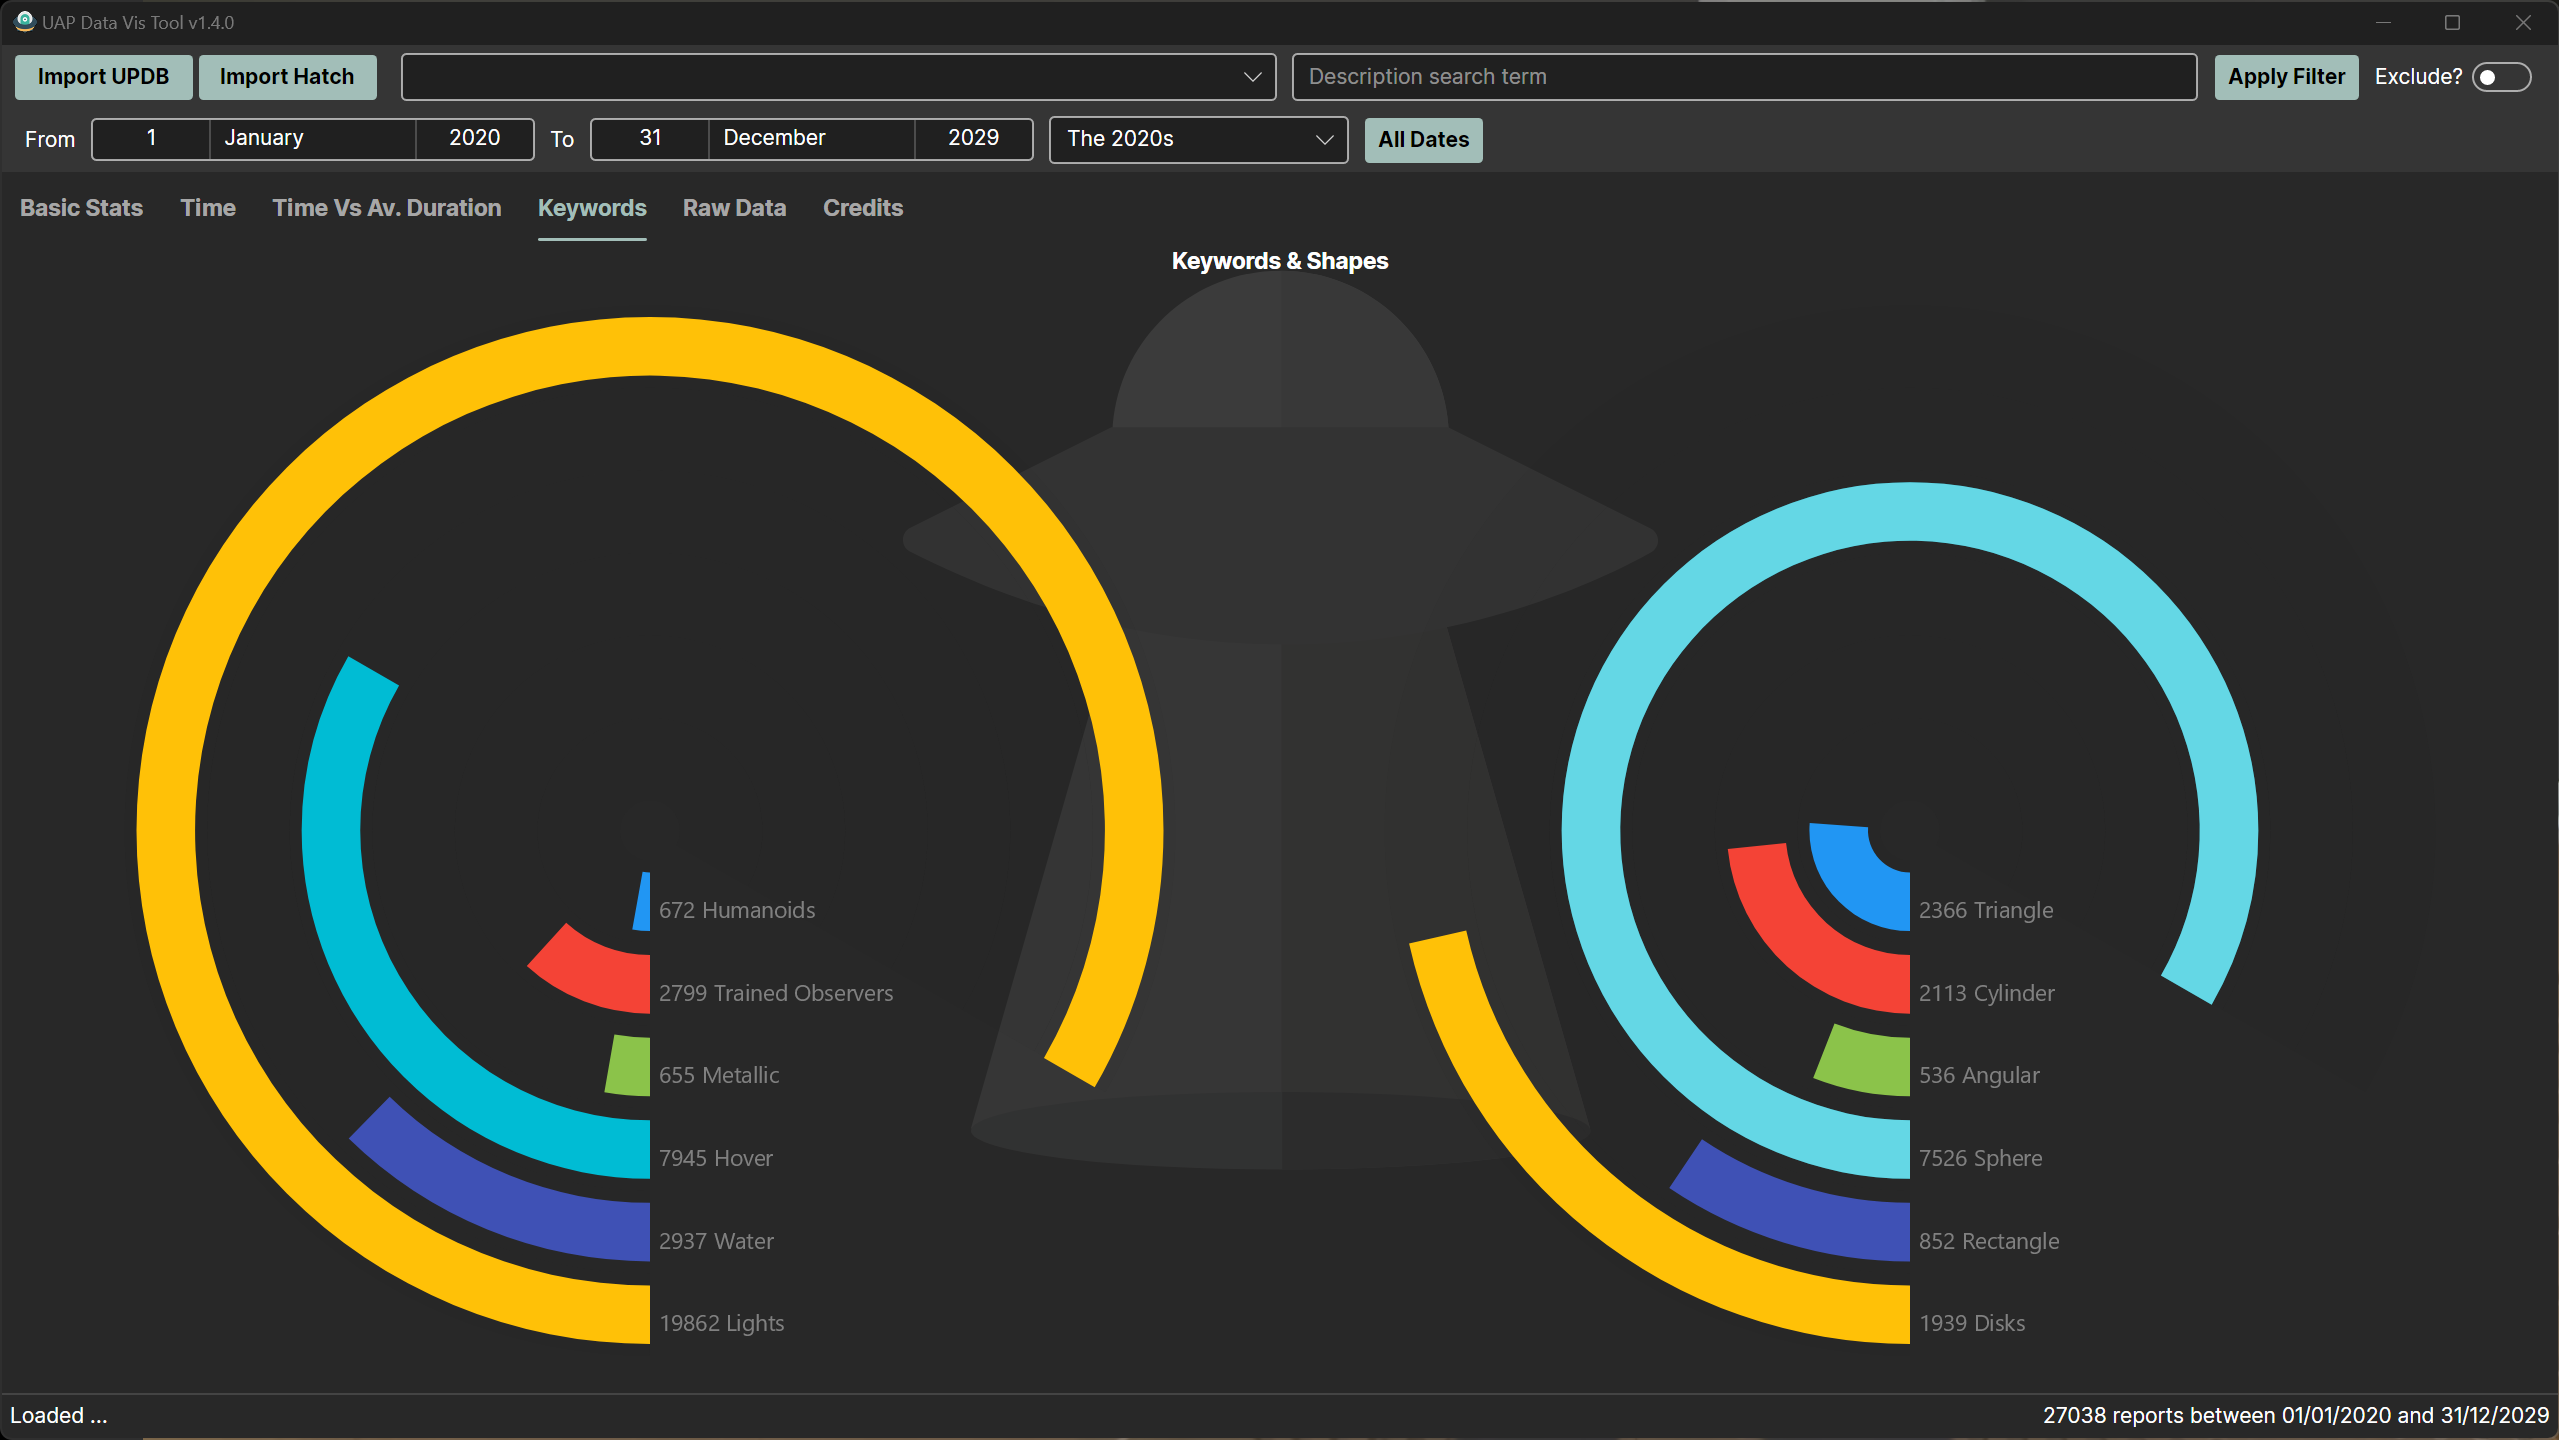 UAP Data Vis Tool v1.4.0
Import UPDB Import Hatch Description search term Apply Filter Exclude?
From 1 January 2020 To 31 December 2029 The 2020s All Dates
Basic Stats Time Time Vs Av. Duration Keywords Raw Data Credits
Keywords & Shapes
672 Humanoids
2799 Trained Observers
655 Metallic
7945 Hover
2937 Water
19862 Lights
2366 Triangle
2113 Cylinder
536 Angular
7526 Sphere
852 Rectangle
1939 Disks
Loaded ...
27038 reports between 01/01/2020 and 31/12/2029